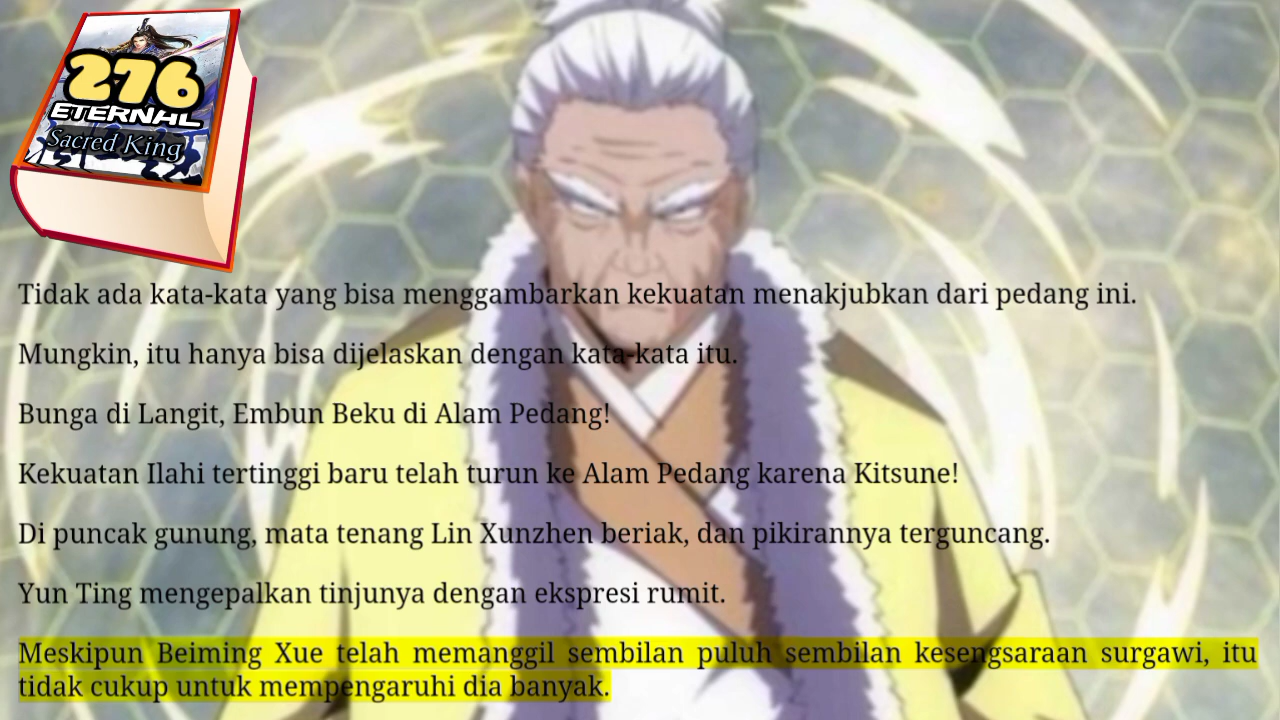 276
ETERNAL
Sacred King
Tidak ada kata-kata yang bisa menggambarkan kekuatan menakjubkan dari pedang ini.
Mungkin, itu hanya bisa dijelaskan dengan kata-kata itu.
Bunga di Langit, Embun Beku di Alam Pedang!
Kekuatan Ilahi tertinggi baru telah turun ke Alam Pedang karena Kitsune!
Di puncak gunung, mata tenang Lin Xunzhen beriak, dan pikirannya terguncang.
Yun Ting mengepalkan tinjunya dengan ekspresi rumit.
Meskipun Beiming Xue telah memanggil sembilan puluh sembilan kesengsaraan surgawi, itu
tidak cukup untuk mempengaruhi dia banyak.